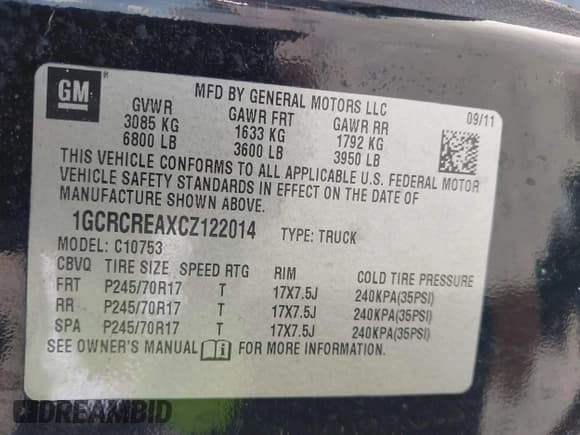 GM
MFD BY GENERAL MOTORS LLC
09/11
GVWR GAWR FRT GAWR RR
3085 KG 1633 KG 1792 KG
6800 LB 3600 LB 3950 LB
THIS VEHICLE CONFORMS TO ALL APPLICABLE U.S. FEDERAL MOTOR
VEHICLE SAFETY STANDARDS IN EFFECT ON THE DATE OF
MANUFACTURE SHOWN ABOVE.
1GCRCREAXCZ122014 TYPE: TRUCK
MODEL: C10753
CBVQ TIRE SIZE SPEED RTG RIM COLD TIRE PRESSURE
FRT P245/70R17 T 17X7.5J 240KPA(35PSI)
RR P245/70R17 T 17X7.5J 240KPA(35PSI)
SPA P245/70R17 T 17X7.5J 240KPA(35PSI)
SEE OWNER'S MANUAL FOR MORE INFORMATION.
DREAMBID